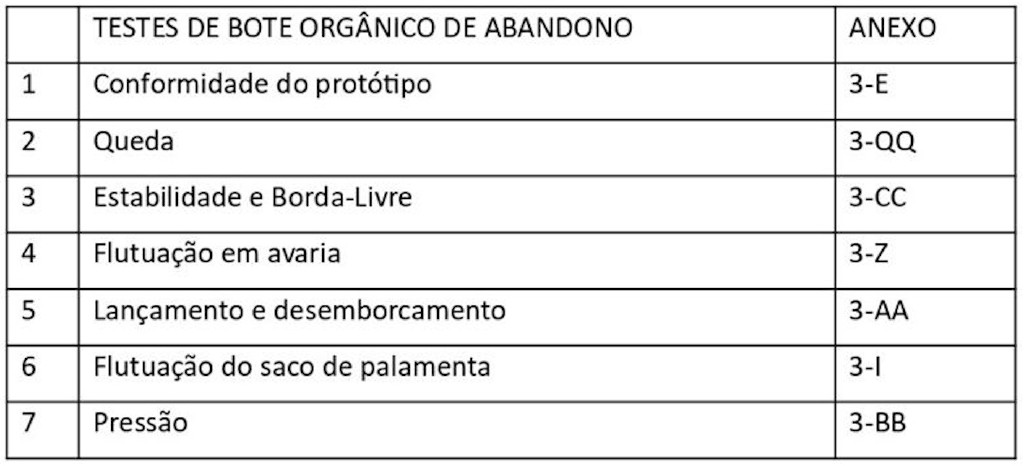 TESTES DE BOTE ORGÂNICO DE ABANDONO ANEXO
1 Conformidade do protótipo 3-E
2 Queda 3-QQ
3 Estabilidade e Borda-Livre 3-CC
4 Flutuação em avaria 3-Z
5 Lançamento e desemborcamento 3-AA
6 Flutuação do saco de palamenta 3-I
7 Pressão 3-BB